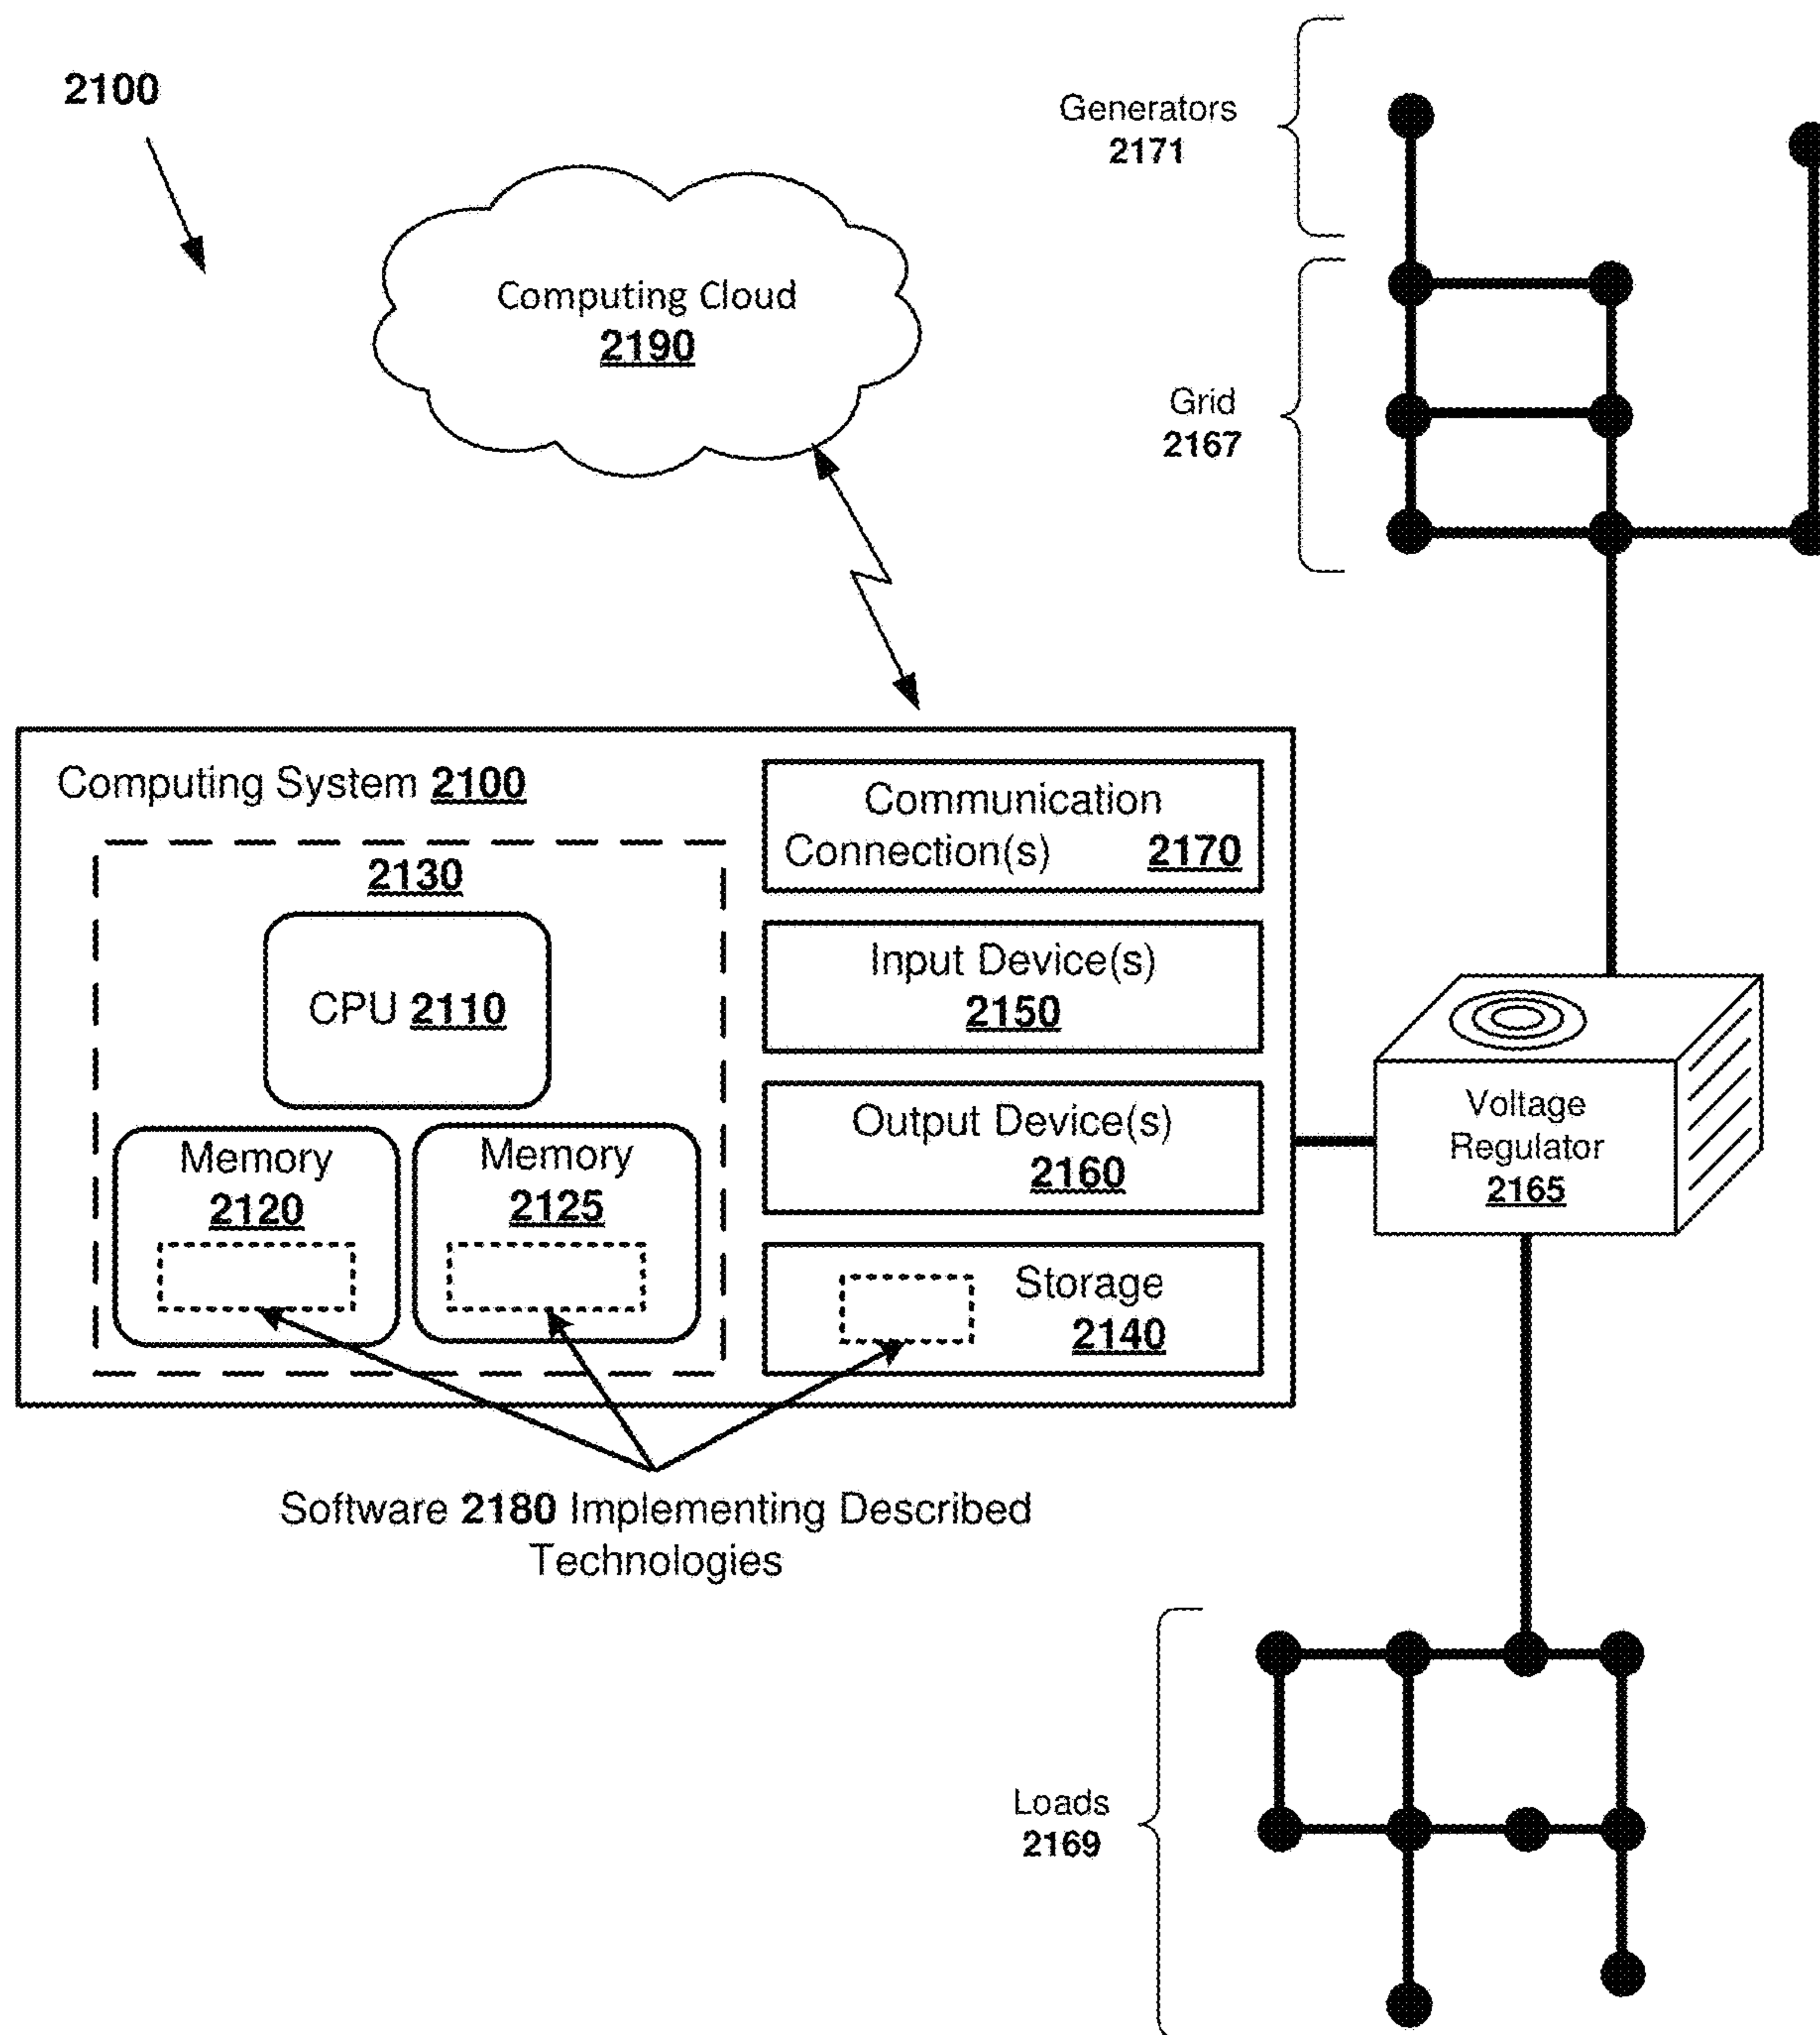 2100
Generators
2171
Computing Cloud
2190
Grid
2167
Computing System 2100
2130
CPU 2110
Memory
2120
Memory
2125
Communication
Connection(s) 2170
Input Device(s)
2150
Output Device(s)
2160
Storage
2140
Voltage
Regulator
2165
Software 2180 Implementing Described
Technologies
Loads
2169